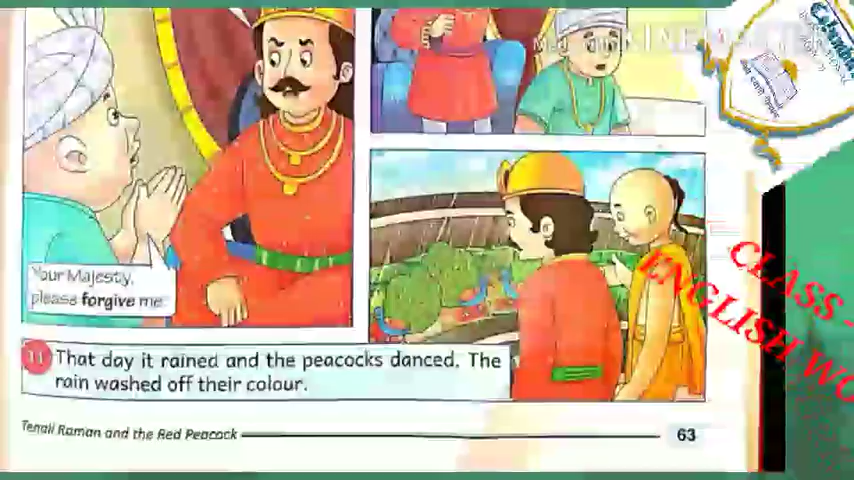 Your Majesty,
please forgive me.
11 That day it rained and the peacocks danced. The
rain washed off their colour.
Tenali Raman and the Red Peacock
63
CLASS -
ENGLISH WO